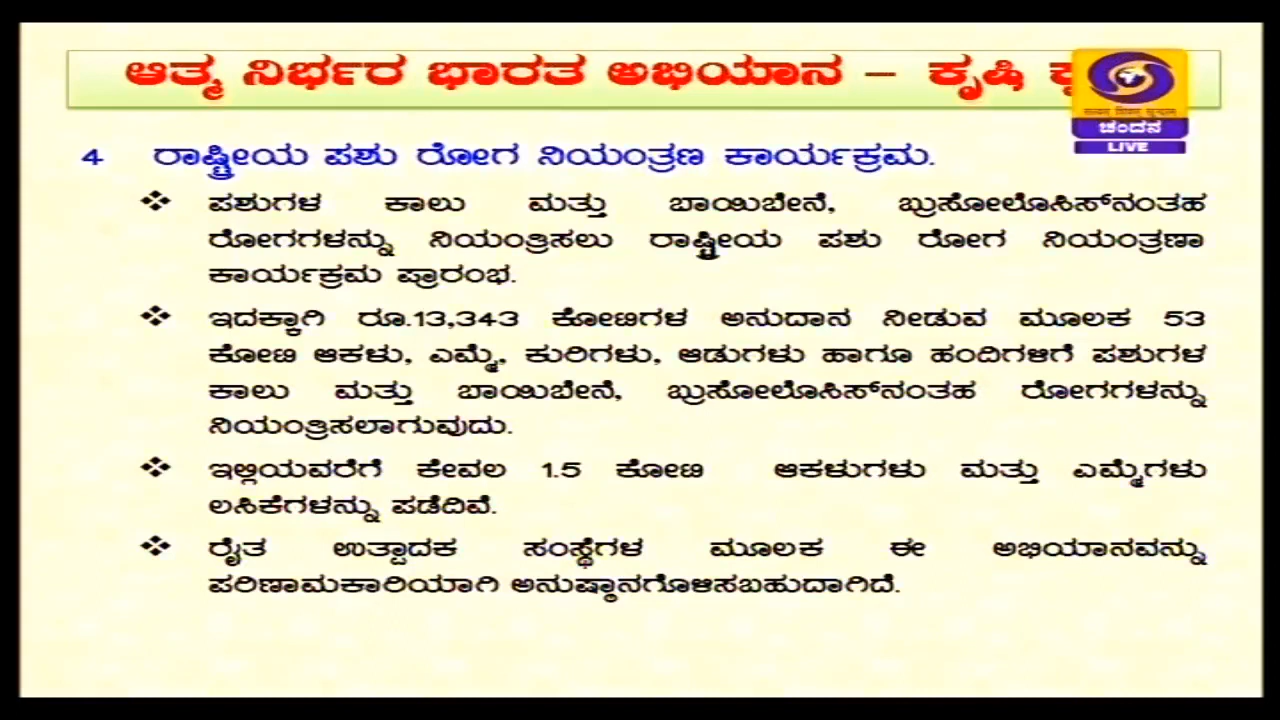 ಆತ್ಮ ನಿರ್ಭರ ಭಾರತ ಅಭಿಯಾನ – ಕೃಷಿ
ಚಂದನ
LIVE
4 ರಾಷ್ಟ್ರೀಯ ಪಶು ರೋಗ ನಿಯಂತ್ರಣ ಕಾರ್ಯಕ್ರಮ.
❖ ಪಶುಗಳ ಕಾಲು ಮತ್ತು ಬಾಯಿಬೇನೆ, ಬ್ರುಸೋಲೊಸಿಸ್‌ನಂತಹ
ರೋಗಗಳನ್ನು ನಿಯಂತ್ರಿಸಲು ರಾಷ್ಟ್ರೀಯ ಪಶು ರೋಗ ನಿಯಂತ್ರಣಾ
ಕಾರ್ಯಕ್ರಮ ಪ್ರಾರಂಭ.
❖ ಇದಕ್ಕಾಗಿ ರೂ.13,343 ಕೋಟಿಗಳ ಅನುದಾನ ನೀಡುವ ಮೂಲಕ 53
ಕೋಟಿ ಆಕಳು, ಎಮ್ಮೆ, ಕುರಿಗಳು, ಆಡುಗಳು ಹಾಗೂ ಹಂದಿಗಳಿಗೆ ಪಶುಗಳ
ಕಾಲು ಮತ್ತು ಬಾಯಿಬೇನೆ, ಬ್ರುಸೋಲೊಸಿಸ್‌ನಂತಹ ರೋಗಗಳನ್ನು
ನಿಯಂತ್ರಿಸಲಾಗುವುದು.
❖ ಇಲ್ಲಿಯವರೆಗೆ ಕೇವಲ 1.5 ಕೋಟಿ ಆಕಳುಗಳು ಮತ್ತು ಎಮ್ಮೆಗಳು
ಲಸಿಕೆಗಳನ್ನು ಪಡೆದಿವೆ.
❖ ರೈತ ಉತ್ಪಾದಕ ಸಂಸ್ಥೆಗಳ ಮೂಲಕ ಈ ಅಭಿಯಾನವನ್ನು
ಪರಿಣಾಮಕಾರಿಯಾಗಿ ಅನುಷ್ಠಾನಗೊಳಿಸಬಹುದಾಗಿದೆ.